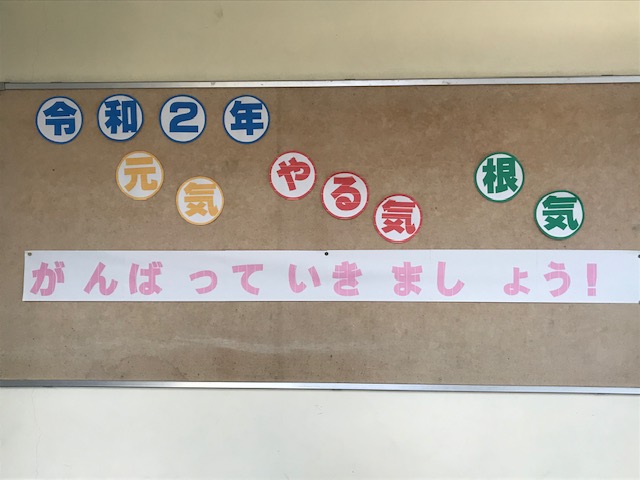 令和2年
元気 やる気 根気
がんばっていきましょう!